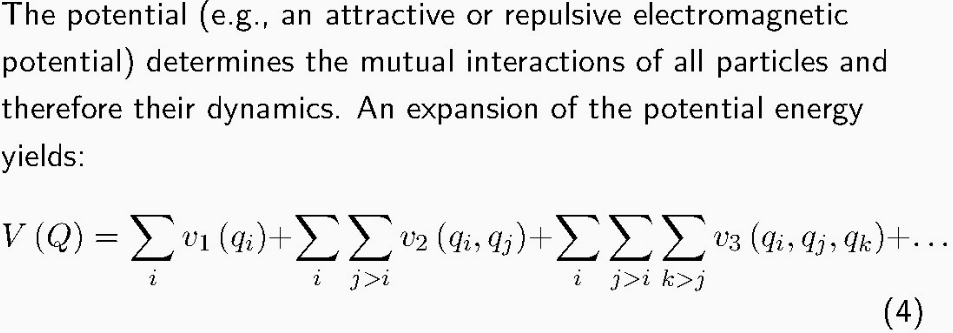 The potential (e.g., an attractive or repulsive electromagnetic
potential) determines the mutual interactions of all particles and
therefore their dynamics. An expansion of the potential energy
yields:
V (Q) = ∑_i v_1 (q_i) + ∑_i ∑_{j>i} v_2 (q_i, q_j) + ∑_i ∑_{j>i} ∑_{k>j} v_3 (q_i, q_j, q_k) + ...
(4)